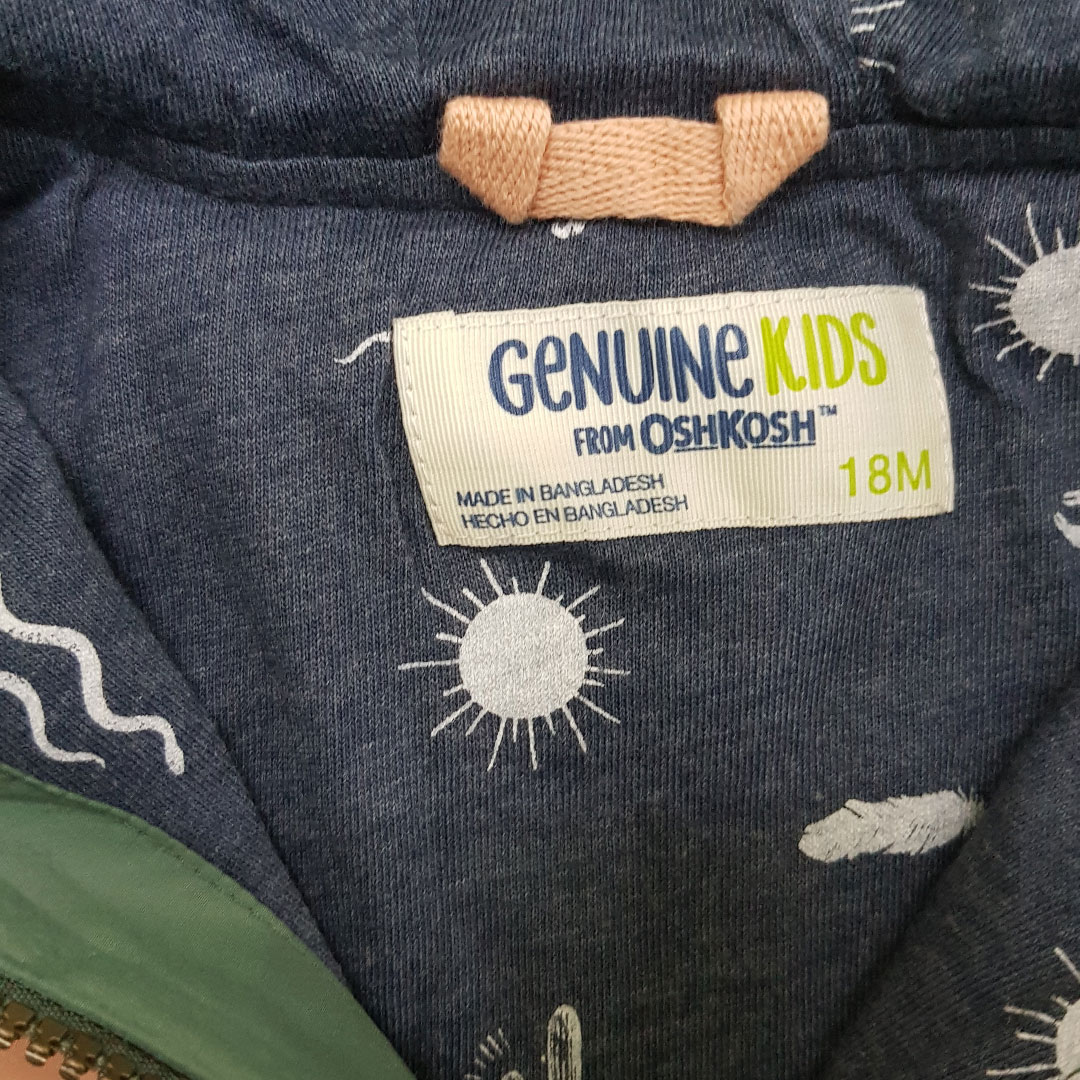 GENUINE KIDS
FROM OSHKOSH™
MADE IN BANGLADESH
HECHO EN BANGLADESH
18M